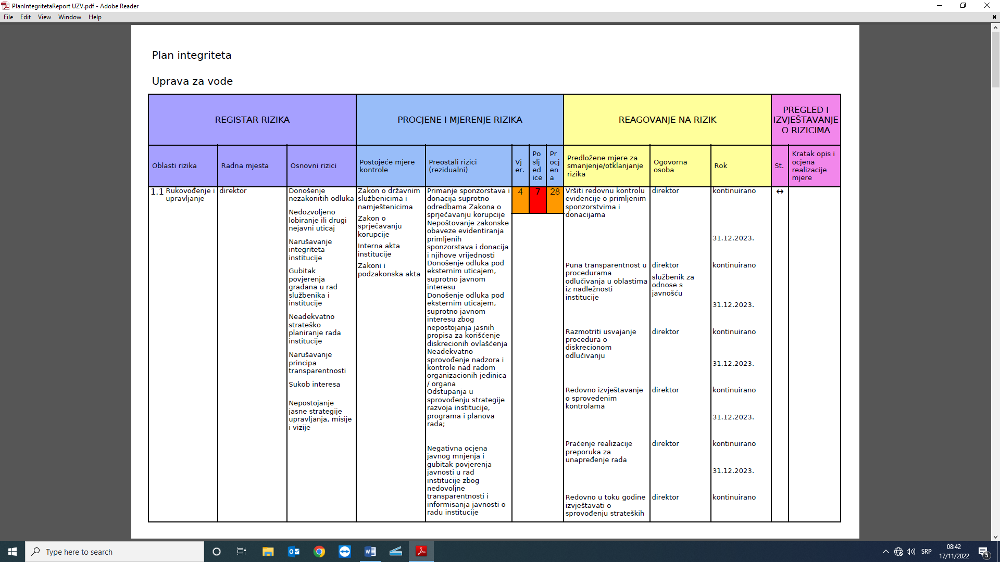 PlanIntegritetaReport UZV.pdf - Adobe Reader
File Edit View Window Help
Plan integriteta
Uprava za vode
REGISTAR RIZIKA
PROCJENE I MJERENJE RIZIKA
REAGOVANJE NA RIZIK
PREGLED I
IZVJEŠTAVANJE
O RIZICIMA
Oblasti rizika
Radna mjesta
Osnovni rizici
Postojeće mjere
kontrole
Preostali rizici
(rezidualni)
Vj
er.
Po
slj
ed
ice
Pr
ocj
en
a
Predložene mjere za
smanjenje/otklanjanje
rizika
Ogovorna
osoba
Rok
St.
Kratak opis i
ocjena
realizacije
mjere
1.1 Rukovođenje i
upravljanje
direktor
Donošenje
nezakonitih odluka
Nedozvoljeno
lobiranje ili drugi
nejavni uticaj
Narušavanje
integriteta
institucije
Gubitak
povjerenja
građana u rad
službenika i
institucije
Neadekvatno
strateško
planiranje rada
institucije
Narušavanje
principa
transparentnosti
Sukob interesa
Nepostojanje
jasne strategije
upravljanja, misije
i vizije
Zakon o državnim
službenicima i
namještenicima
Zakon o
sprječavanju
korupcije
Interna akta
institucije
Zakoni i
podzakonska akta
Primanje sponzorstava i
donacija suprotno
odredbama Zakona o
sprječavanju korupcije
Nepoštovanje zakonske
obaveze evidentiranja
primljenih
sponzorstava i donacija
i njihove vrijednosti
Donošenje odluka pod
eksternim uticajem,
suprotno javnom
interesu
Donošenje odluka pod
eksternim uticajem,
suprotno javnom
interesu zbog
nepostojanja jasnih
propisa za korišćenje
diskrecionih ovlašćenja
Neadekvatno
sprovođenje nadzora i
kontrole nad radom
organizacionih jedinica
/ organa
Odstupanja u
sprovođenju strategije
razvoja institucije,
programa i planova
rada;
Negativna ocjena
javnog mnjenja i
gubitak povjerenja
javnosti u rad
institucije zbog
nedovoljne
transparentnosti i
informisanja javnosti o
radu institucije
4
7
28
Vršiti redovnu kontrolu
evidencije o primljenim
sponzorstvima i
donacijama
direktor
kontinuirano
31.12.2023.
↔
Puna transparentnost u
procedurama
odlučivanja u oblastima
iz nadležnosti
institucije
direktor
službenik za
odnose s
javnošću
kontinuirano
31.12.2023.
Razmotriti usvajanje
procedura o
diskrecionom
odlučivanju
direktor
kontinuirano
31.12.2023.
Redovno izvještavanje
o sprovedenim
kontrolama
direktor
kontinuirano
31.12.2023.
Praćenje realizacije
preporuka za
unapređenje rada
direktor
kontinuirano
31.12.2023.
Redovno u toku godine
izvještavati o
sprovođenju strateških
direktor
kontinuirano
Type here to search
SRP
08:42
17/11/2022
5